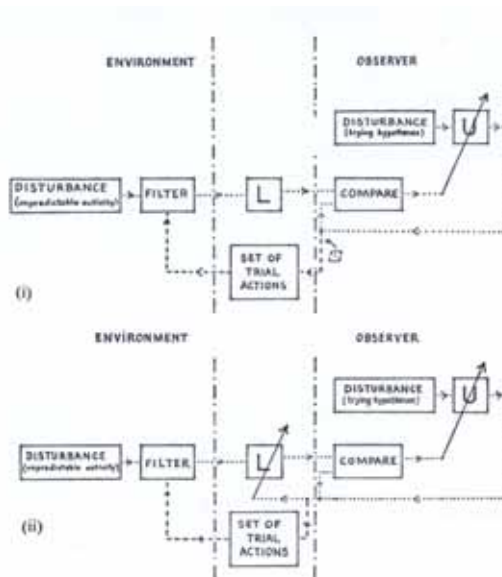 ENVIRONMENT OBSERVER
DISTURBANCE
(trying hypotheses)
U
DISTURBANCE
(unpredictable activity)
FILTER
L
COMPARE
SET OF
TRIAL
ACTIONS
(i)
ENVIRONMENT OBSERVER
DISTURBANCE
(trying hypotheses)
U
DISTURBANCE
(unpredictable activity)
FILTER
L
COMPARE
SET OF
TRIAL
ACTIONS
(ii)